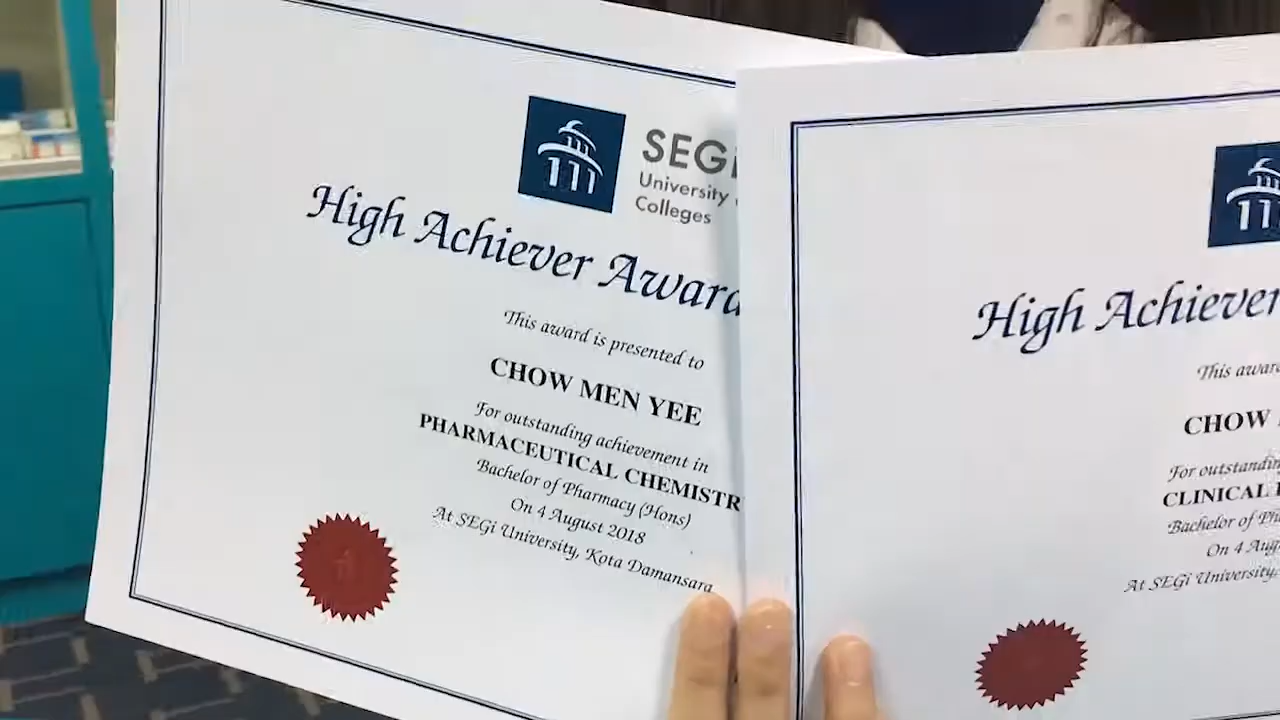 SEGi
University
Colleges
High Achiever Award
This award is presented to
CHOW MEN YEE
For outstanding achievement in
PHARMACEUTICAL CHEMISTR
Bachelor of Pharmacy (Hons)
On 4 August 2018
At SEGi University, Kota Damansara
High Achiever
This award
CHOW
For outstanding
CLINICAL
Bachelor of
On 4
At SEGi University,